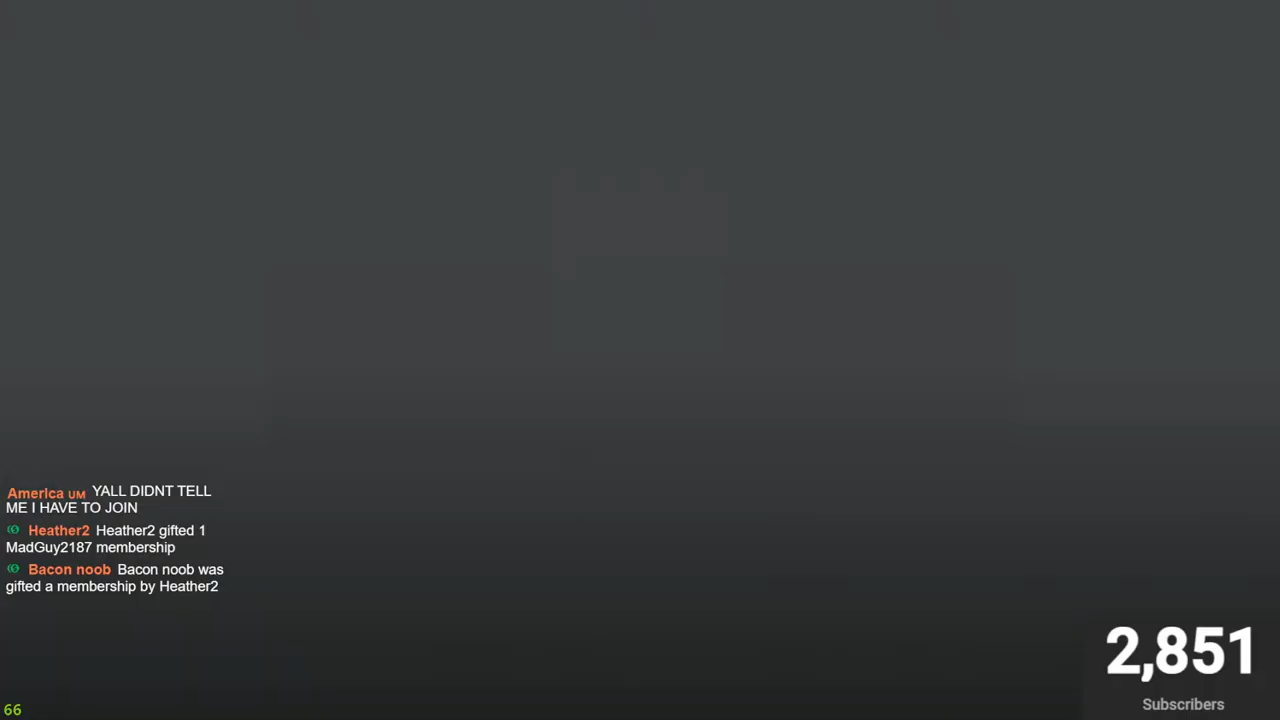 America UM YALL DIDNT TELL
ME I HAVE TO JOIN
Heather2 Heather2 gifted 1
MadGuy2187 membership
Bacon noob Bacon noob was
gifted a membership by Heather2
2,851
Subscribers
66